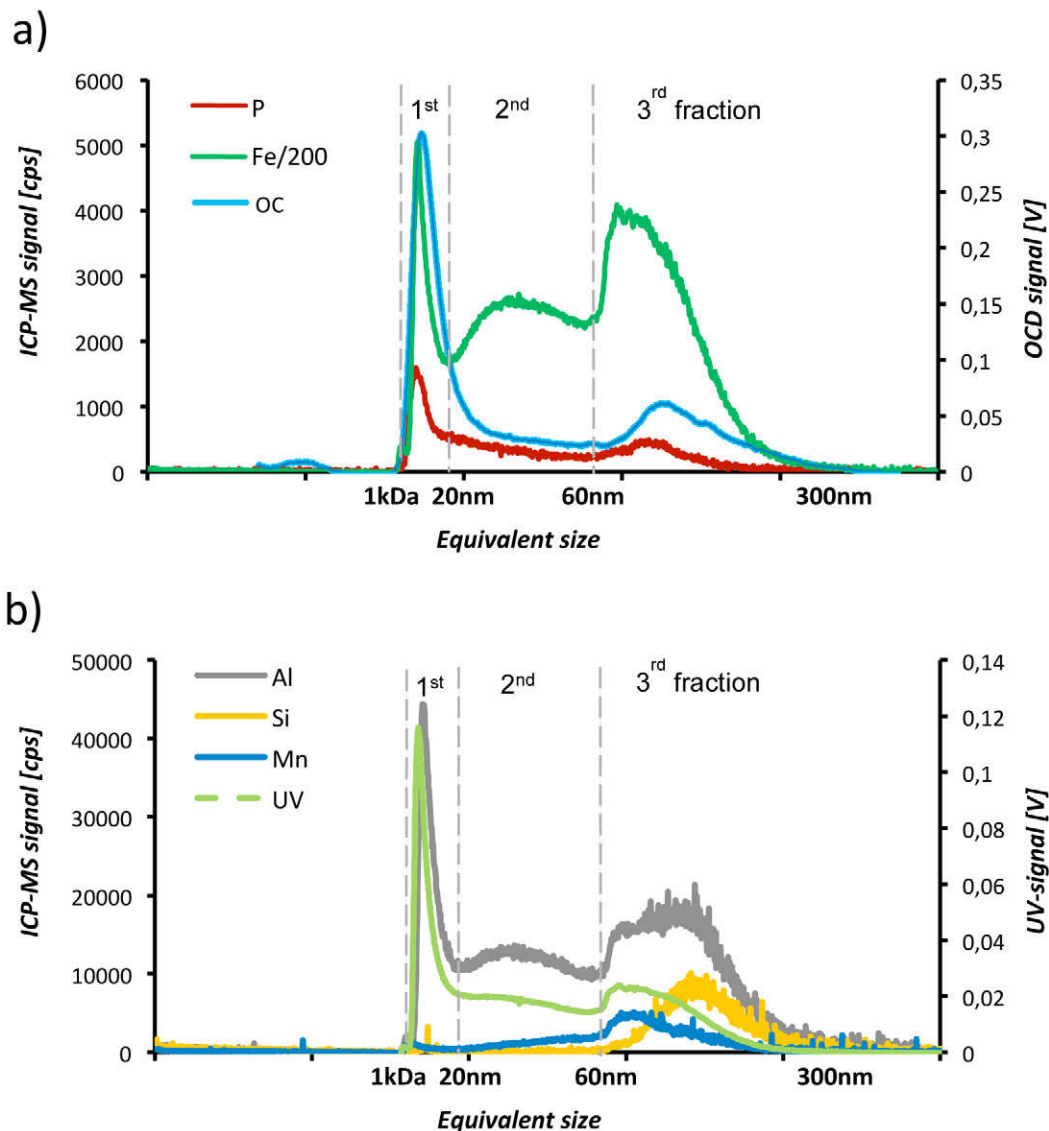 a)
6000
5000
4000
3000
2000
1000
0
ICP-MS signal [cps]
P
Fe/200
OC
1st
2nd
3rd fraction
0,35
0,3
0,25
0,2
0,15
0,1
0,05
0
OCD signal [V]
1kDa 20nm 60nm 300nm
Equivalent size
b)
50000
40000
30000
20000
10000
0
ICP-MS signal [cps]
Al
Si
Mn
UV
1st
2nd
3rd fraction
0,14
0,12
0,1
0,08
0,06
0,04
0,02
0
UV-signal [V]
1kDa 20nm 60nm 300nm
Equivalent size